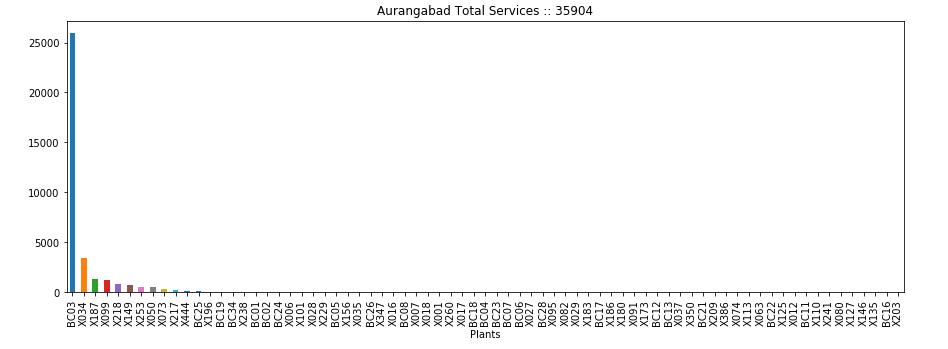 Aurangabad Total Services :: 35904
25000
20000
15000
10000
5000
0
BC03
X034
X187
X099
X218
X149
X253
X050
X073
X217
X444
BC25
X196
BC19
BC34
X238
BC01
BC02
BC24
X006
X101
X028
X229
BC05
X156
X035
BC26
X347
X016
BC08
X007
X018
X001
X260
X017
BC18
BC04
BC23
BC07
BC06
X027
BC28
X095
X082
X029
X183
BC17
X186
X180
X091
X173
BC12
BC13
X037
X350
BC21
X209
X386
X074
X113
X063
BC22
X125
X012
BC11
X110
X241
X080
X127
X146
X135
BC16
X203
Plants